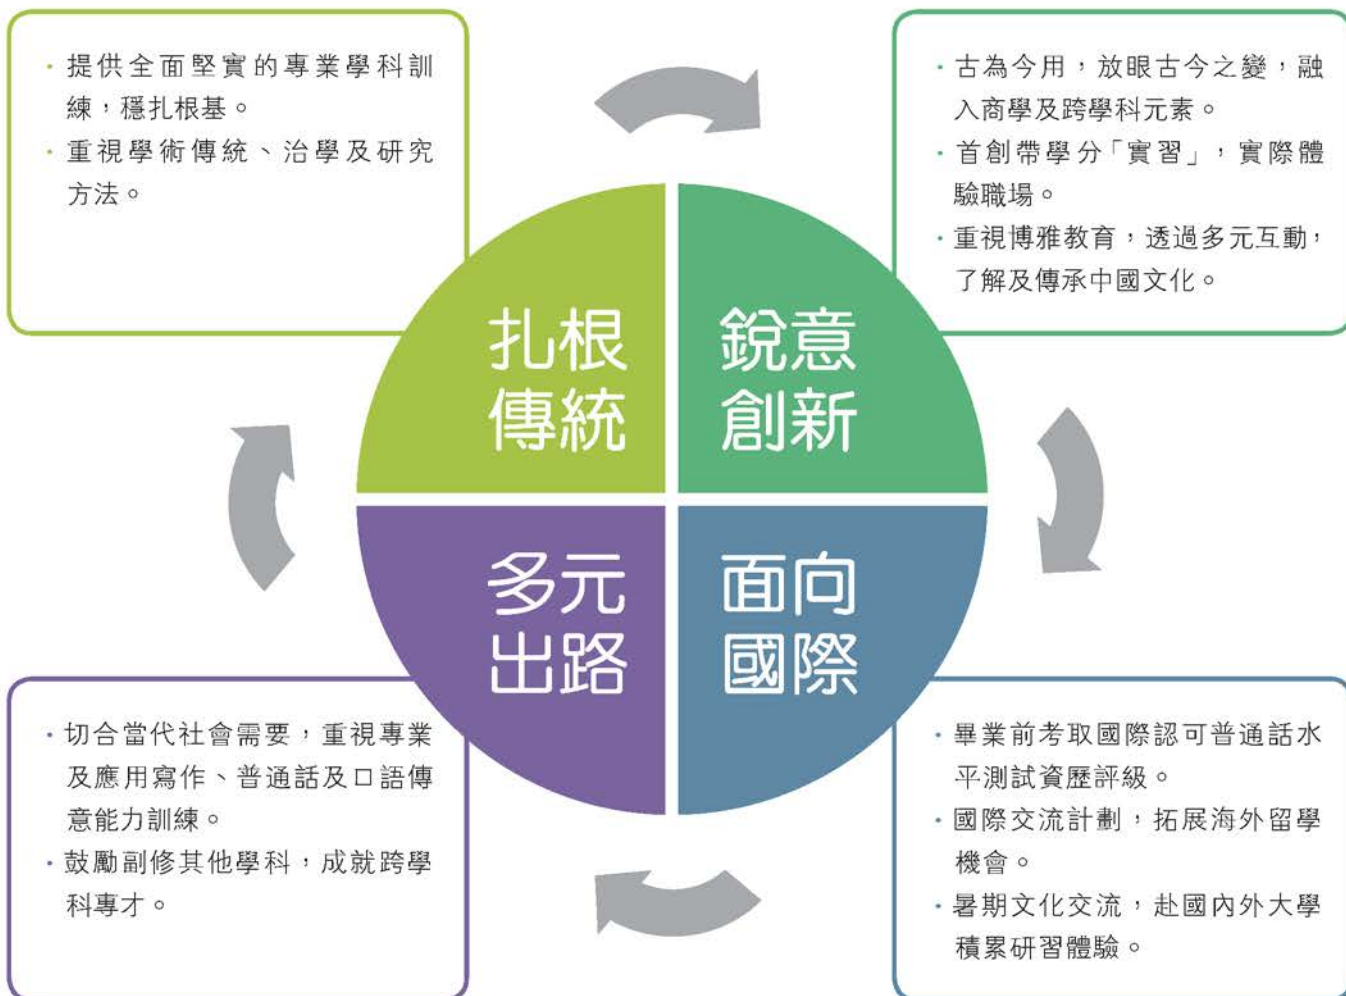 · 提供全面堅實的專業學科訓
練，穩扎根基。
· 重視學術傳統、治學及研究
方法。
· 古為今用，放眼古今之變，融
入商學及跨學科元素。
· 首創帶學分「實習」，實際體
驗職場。
· 重視博雅教育，透過多元互動，
了解及傳承中國文化。
扎根
傳統
銳意
創新
多元
出路
面向
國際
· 切合當代社會需要，重視專業
及應用寫作、普通話及口語傳
意能力訓練。
· 鼓勵副修其他學科，成就跨學
科專才。
· 畢業前考取國際認可普通話水
平測試資歷評級。
· 國際交流計劃，拓展海外留學
機會。
· 暑期文化交流，赴國內外大學
積累研習體驗。